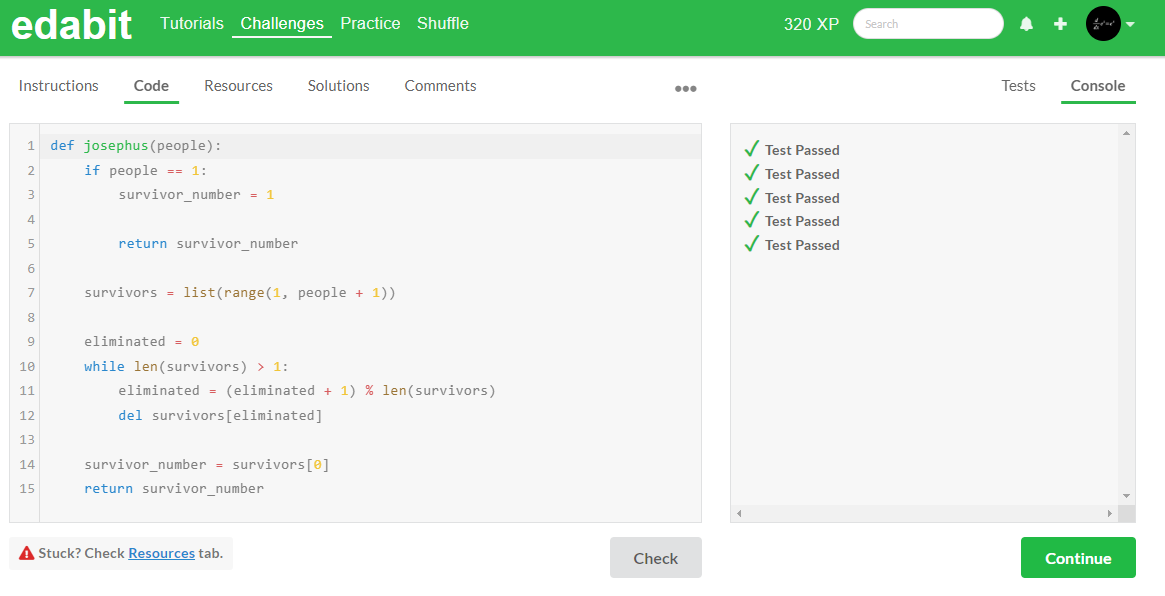 edabit Tutorials Challenges Practice Shuffle 320 XP Search
Instructions Code Resources Solutions Comments ••• Tests Console
1 def josephus(people):
2     if people == 1:
3         survivor_number = 1
4
5         return survivor_number
6
7     survivors = list(range(1, people + 1))
8
9     eliminated = 0
10     while len(survivors) > 1:
11         eliminated = (eliminated + 1) % len(survivors)
12         del survivors[eliminated]
13
14     survivor_number = survivors[0]
15     return survivor_number
✓ Test Passed
✓ Test Passed
✓ Test Passed
✓ Test Passed
✓ Test Passed
Stuck? Check Resources tab.
Check
Continue